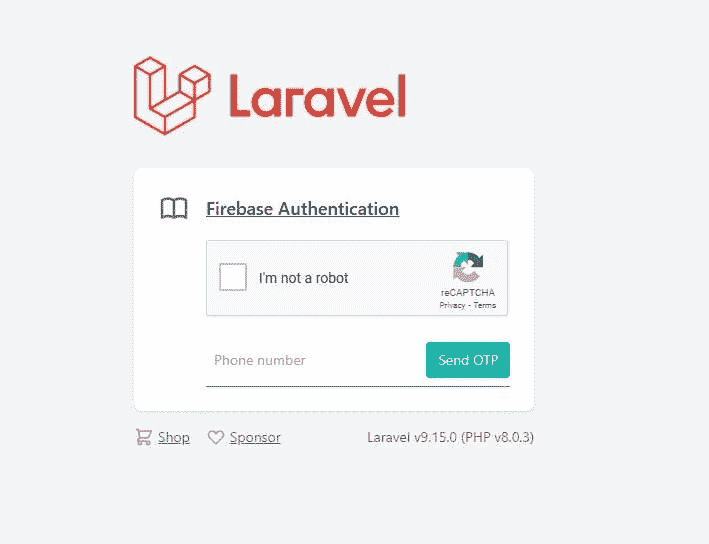 Laravel
Firebase Authentication
I'm not a robot
reCAPTCHA
Privacy - Terms
Phone number
Send OTP
Shop
Sponsor
Laravel v9.15.0 (PHP v8.0.3)